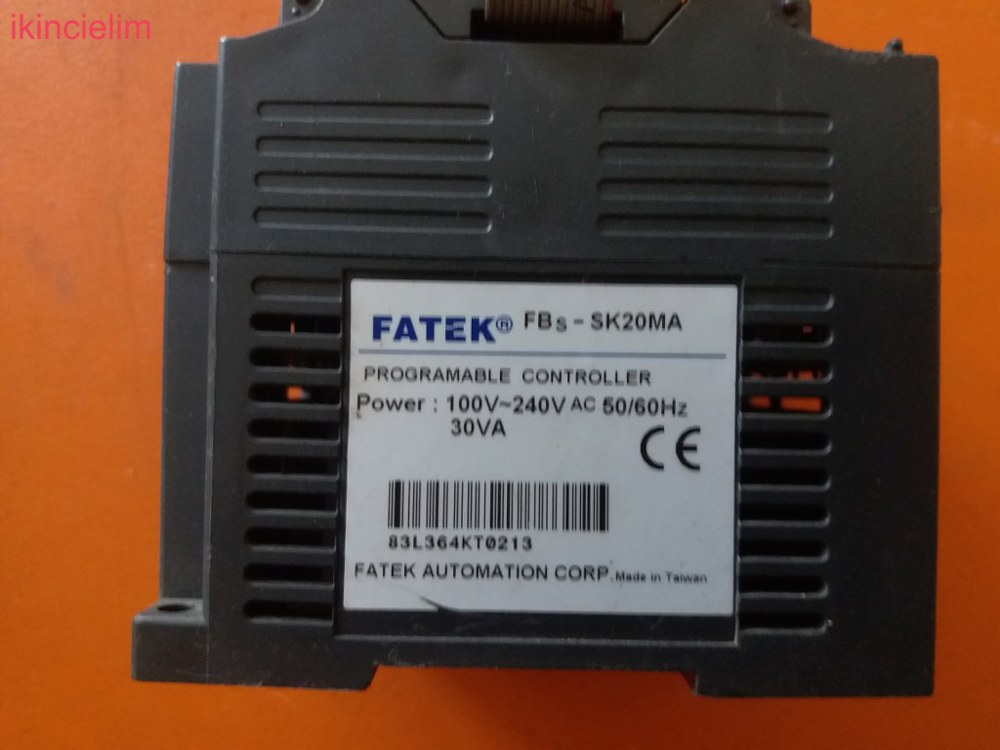 ikincielim
FATEK® FBs-SK20MA
PROGRAMABLE CONTROLLER
Power : 100V~240V AC 50/60Hz
30VA
CE
83L364KT0213
FATEK AUTOMATION CORP. Made in Taiwan